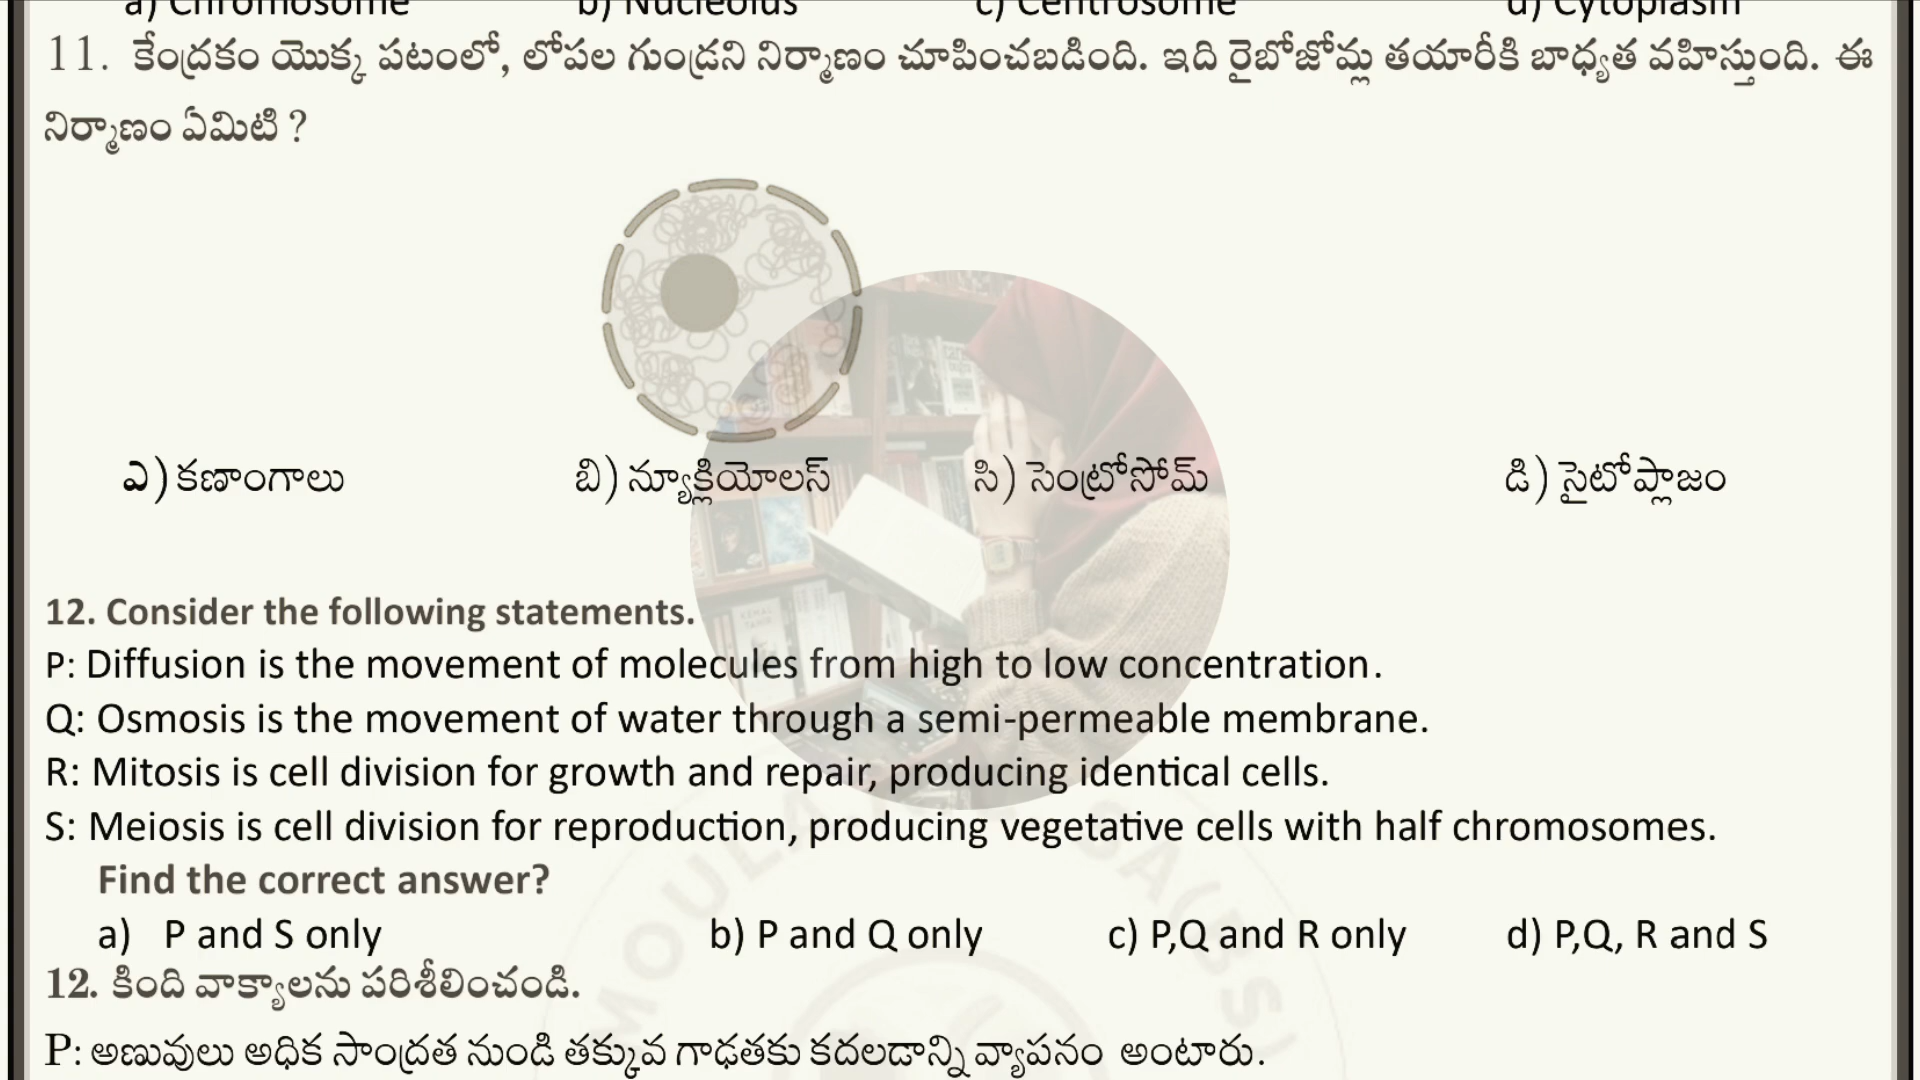 a) Chromosome b) Nucleolus c) Centrosome d) Cytoplasm
11. కేంద్రకం యొక్క పటంలో, లోపల గుండ్రని నిర్మాణం చూపించబడింది. ఇది రైబోజోమ్ల తయారీకి బాధ్యత వహిస్తుంది. ఈ
నిర్మాణం ఏమిటి ?
ఎ) కణాంగాలు బి) న్యూక్లియోలస్ సి) సెంట్రోసోమ్ డి) సైటోప్లాజం
12. Consider the following statements.
P: Diffusion is the movement of molecules from high to low concentration.
Q: Osmosis is the movement of water through a semi-permeable membrane.
R: Mitosis is cell division for growth and repair, producing identical cells.
S: Meiosis is cell division for reproduction, producing vegetative cells with half chromosomes.
Find the correct answer?
a) P and S only b) P and Q only c) P,Q and R only d) P,Q, R and S
12. కింది వాక్యాలను పరిశీలించండి.
P: అణువులు అధిక సాంద్రత నుండి తక్కువ గాఢతకు కదలడాన్ని వ్యాపనం అంటారు.